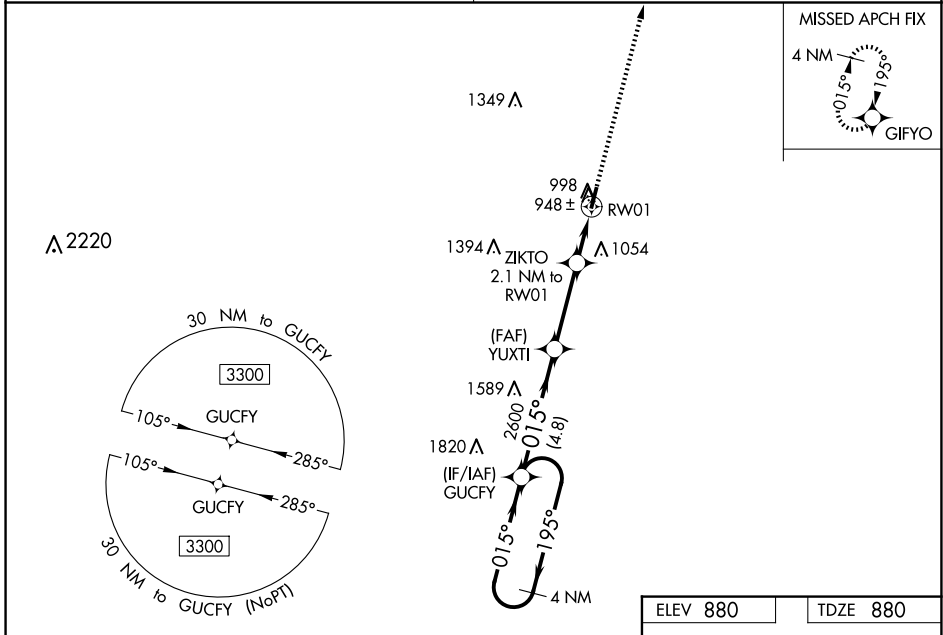 MISSED APCH FIX
4 NM
015°
195°
GIFYO
1349
998
948 ±
RW01
2220
1394
ZIKTO
2.1 NM to
RW01
1054
(FAF)
YUXTI
1589
2600
015°
(4.8)
1820
(IF/IAF)
GUCFY
015°
195°
4 NM
30 NM to GUCFY
3300
GUCFY
105°
285°
105°
285°
GUCFY
3300
30 NM to GUCFY (NoPT)
ELEV 880
TDZE 880